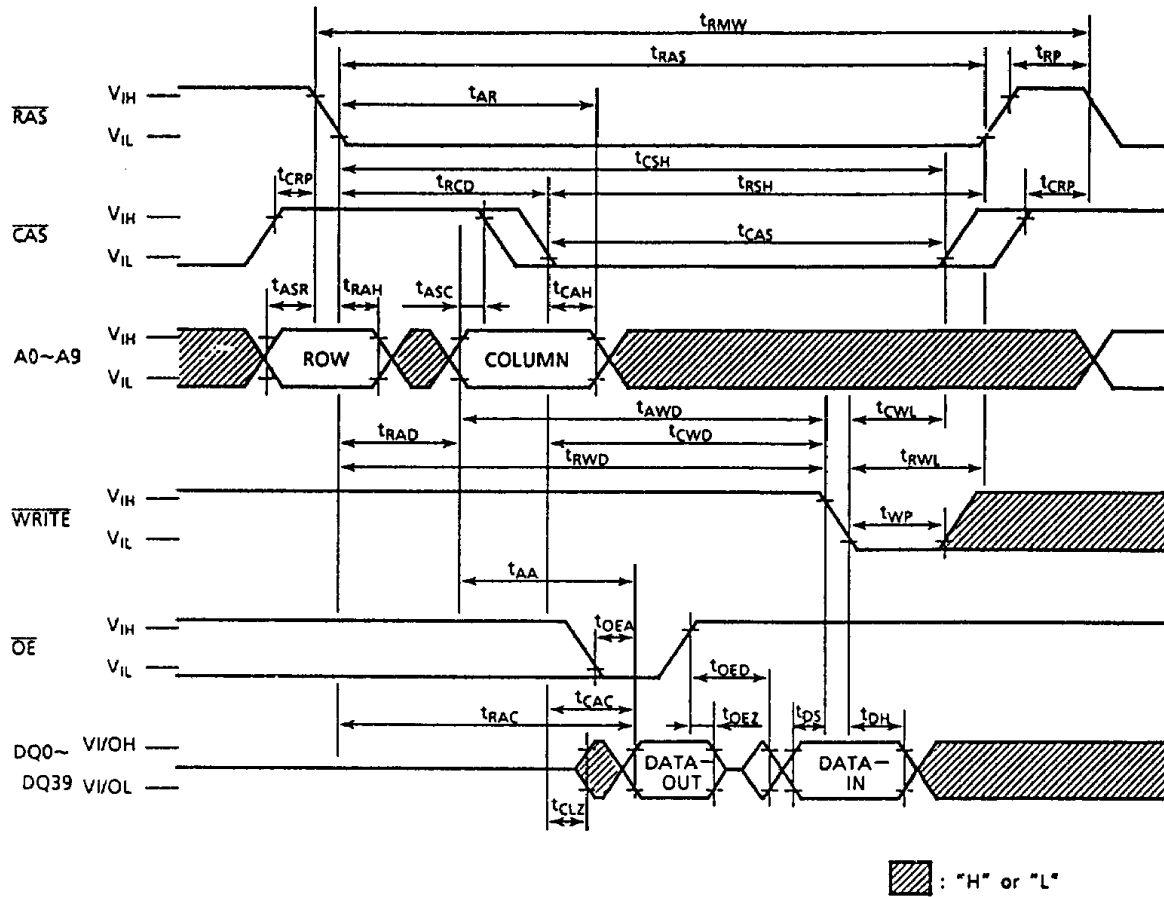 tRMW
tRAS
tRP
tAR
RAS
VIH
VIL
tCSH
tCRP
tRCD
tRSH
tCRP
CAS
VIH
VIL
tCAS
tASR
tRAH
tASC
tCAH
A0~A9
VIH
VIL
ROW
COLUMN
tAWD
tCWL
tRAD
tCWD
tRWD
tRWL
WRITE
VIH
VIL
tWP
tAA
OE
VIH
VIL
tOEA
tOED
tCAC
tRAC
tOEZ
tDS
tDH
DQ0~
DQ39
VI/OH
VI/OL
DATA-
OUT
DATA-
IN
tCLZ
: "H" or "L"